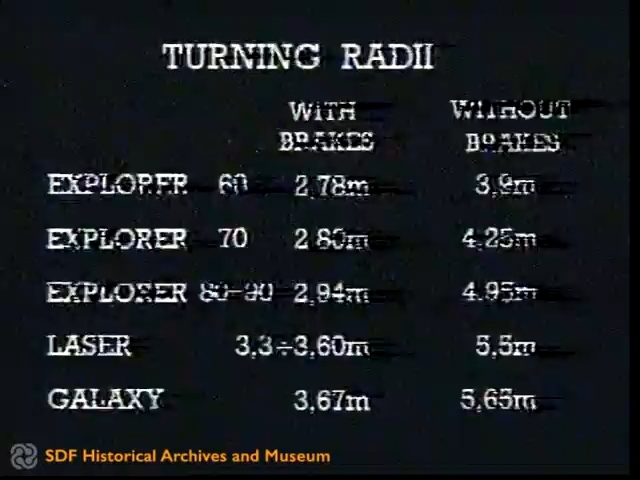 TURNING RADII
WITH BRAKES WITHOUT BRAKES
EXPLORER 60 2,78m 3,9m
EXPLORER 70 2,80m 4,25m
EXPLORER 80÷90 2,94m 4,95m
LASER 3,3÷3,60m 5,5m
GALAXY 3,67m 5,65m
SDF Historical Archives and Museum